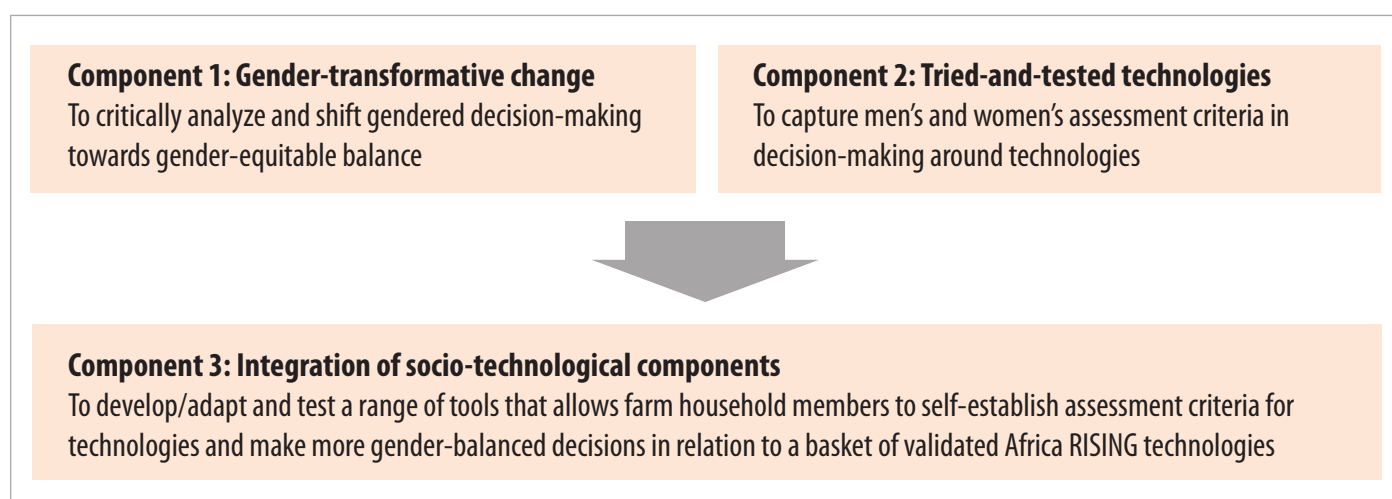 Component 1: Gender-transformative change
To critically analyze and shift gendered decision-making
towards gender-equitable balance
Component 2: Tried-and-tested technologies
To capture men’s and women’s assessment criteria in
decision-making around technologies
Component 3: Integration of socio-technological components
To develop/adapt and test a range of tools that allows farm household members to self-establish assessment criteria for
technologies and make more gender-balanced decisions in relation to a basket of validated Africa RISING technologies